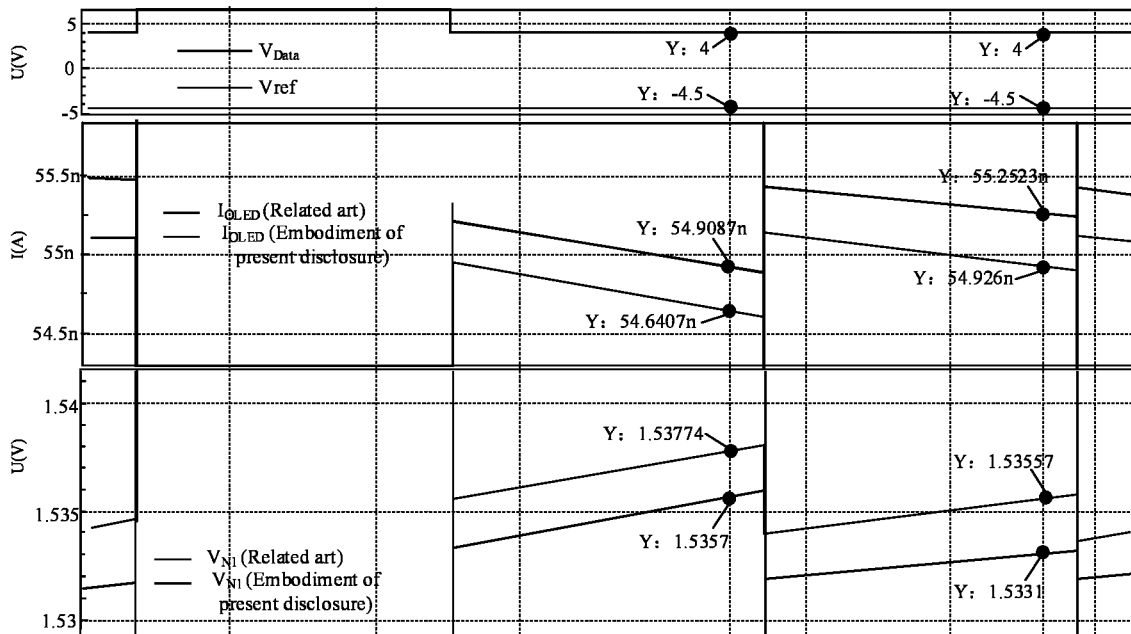 5
0
-5
U(V)
V_Data
Vref
Y: 4
Y: 4
Y: -4.5
Y: -4.5
55.5n
55n
54.5n
I(A)
I_OLED (Related art)
I_OLED (Embodiment of
present disclosure)
Y: 54.9087n
Y: 55.2523n
Y: 54.6407n
Y: 54.926n
1.54
1.535
1.53
U(V)
Y: 1.53774
Y: 1.5357
Y: 1.53557
Y: 1.5331
V_N1 (Related art)
V_N1 (Embodiment of
present disclosure)